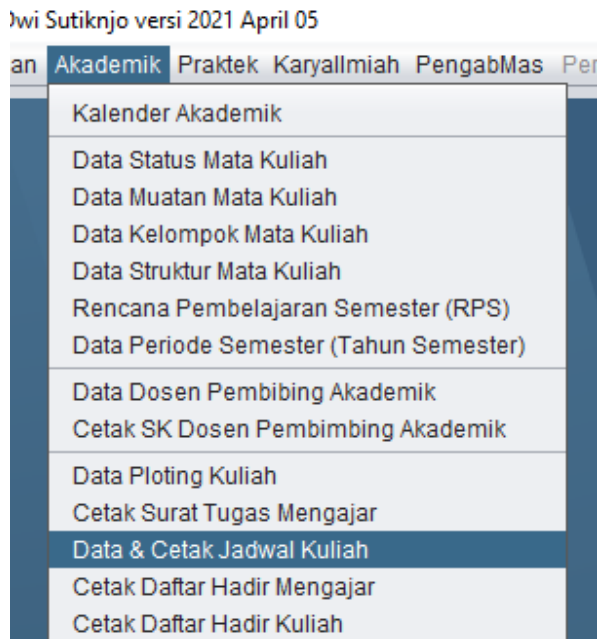 Dwi Sutiknjo versi 2021 April 05
an Akademik Praktek KaryaIlmiah PengabMas Per
Kalender Akademik
Data Status Mata Kuliah
Data Muatan Mata Kuliah
Data Kelompok Mata Kuliah
Data Struktur Mata Kuliah
Rencana Pembelajaran Semester (RPS)
Data Periode Semester (Tahun Semester)
Data Dosen Pembibing Akademik
Cetak SK Dosen Pembimbing Akademik
Data Ploting Kuliah
Cetak Surat Tugas Mengajar
Data & Cetak Jadwal Kuliah
Cetak Daftar Hadir Mengajar
Cetak Daftar Hadir Kuliah